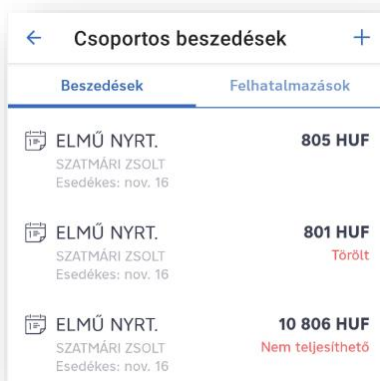 Csoportos beszedések
Beszedések Felhatalmazások
ELMŰ NYRT. 805 HUF
SZATMÁRI ZSOLT
Esedékes: nov. 16
ELMŰ NYRT. 801 HUF
SZATMÁRI ZSOLT Törölt
Esedékes: nov. 16
ELMŰ NYRT. 10 806 HUF
SZATMÁRI ZSOLT Nem teljesíthető
Esedékes: nov. 16